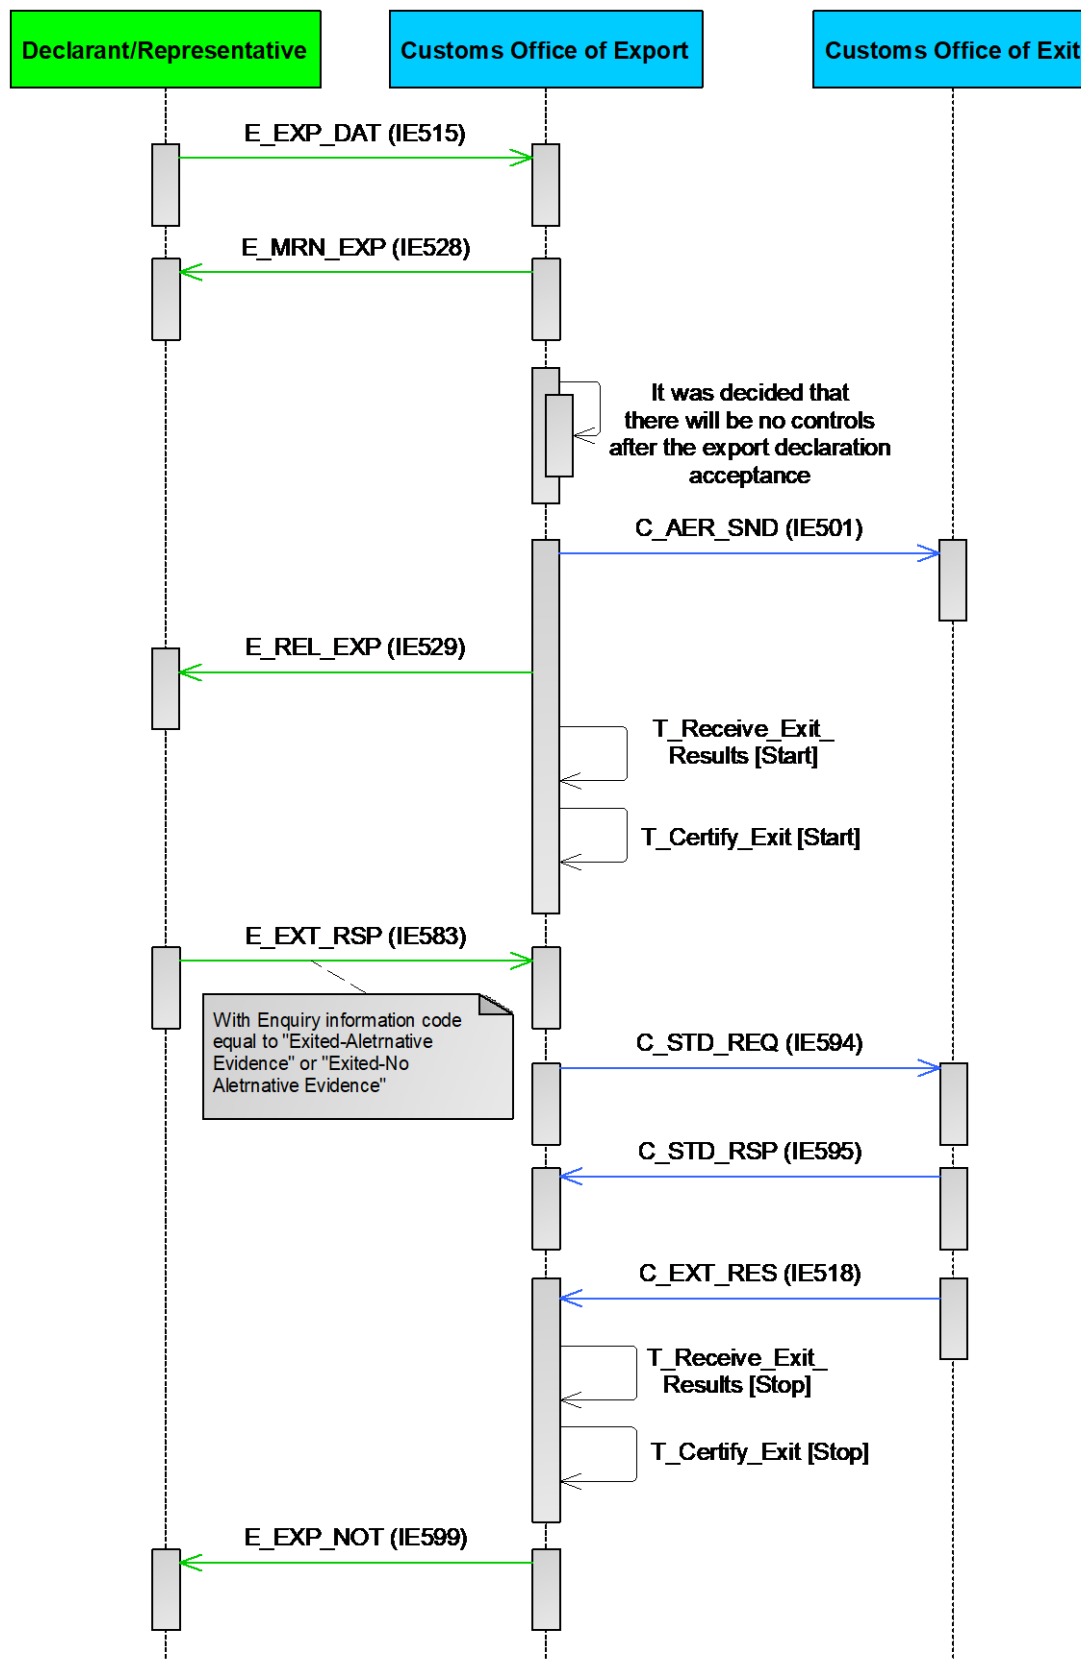 Declarant/Representative
Customs Office of Export
Customs Office of Exit
E_EXP_DAT (IE515)
E_MRN_EXP (IE528)
It was decided that
there will be no controls
after the export declaration
acceptance
C_AER_SND (IE501)
E_REL_EXP (IE529)
T_Receive_Exit_
Results [Start]
T_Certify_Exit [Start]
E_EXT_RSP (IE583)
With Enquiry information code
equal to "Exited-Aletrnative
Evidence" or "Exited-No
Aletrnative Evidence"
C_STD_REQ (IE594)
C_STD_RSP (IE595)
C_EXT_RES (IE518)
T_Receive_Exit_
Results [Stop]
T_Certify_Exit [Stop]
E_EXP_NOT (IE599)